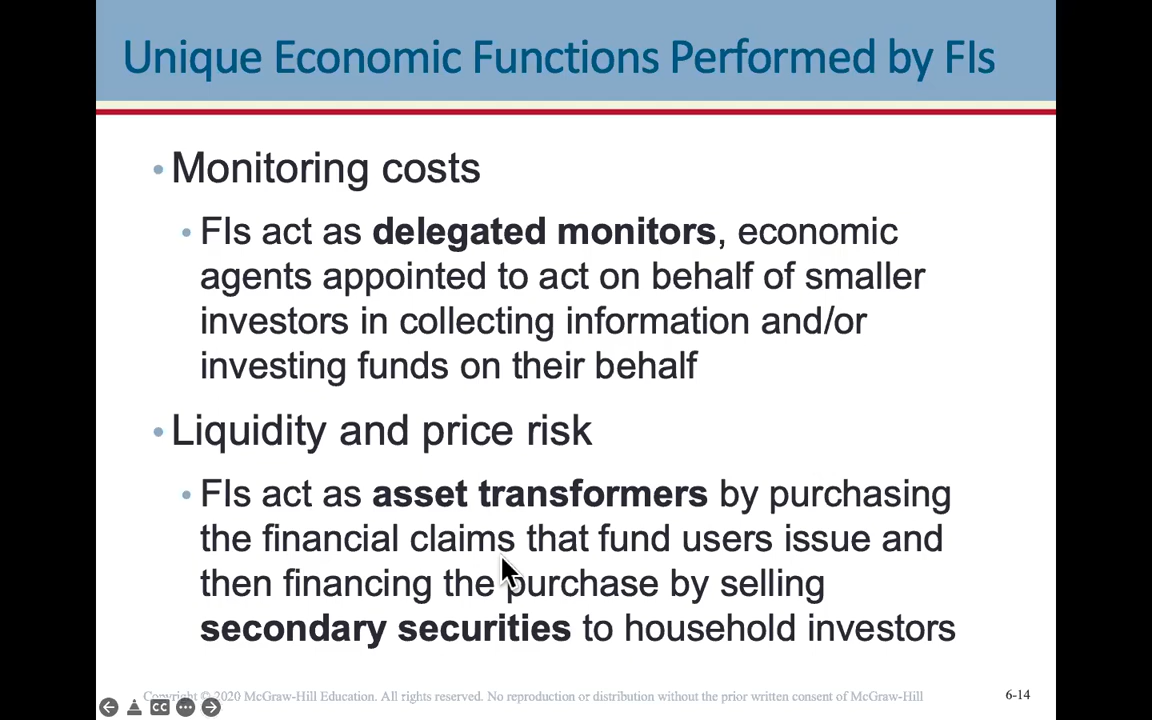 Unique Economic Functions Performed by FIs
• Monitoring costs
• FIs act as delegated monitors, economic
agents appointed to act on behalf of smaller
investors in collecting information and/or
investing funds on their behalf
• Liquidity and price risk
• FIs act as asset transformers by purchasing
the financial claims that fund users issue and
then financing the purchase by selling
secondary securities to household investors
Copyright © 2020 McGraw-Hill Education. All rights reserved. No reproduction or distribution without the prior written consent of McGraw-Hill
6-14
CC